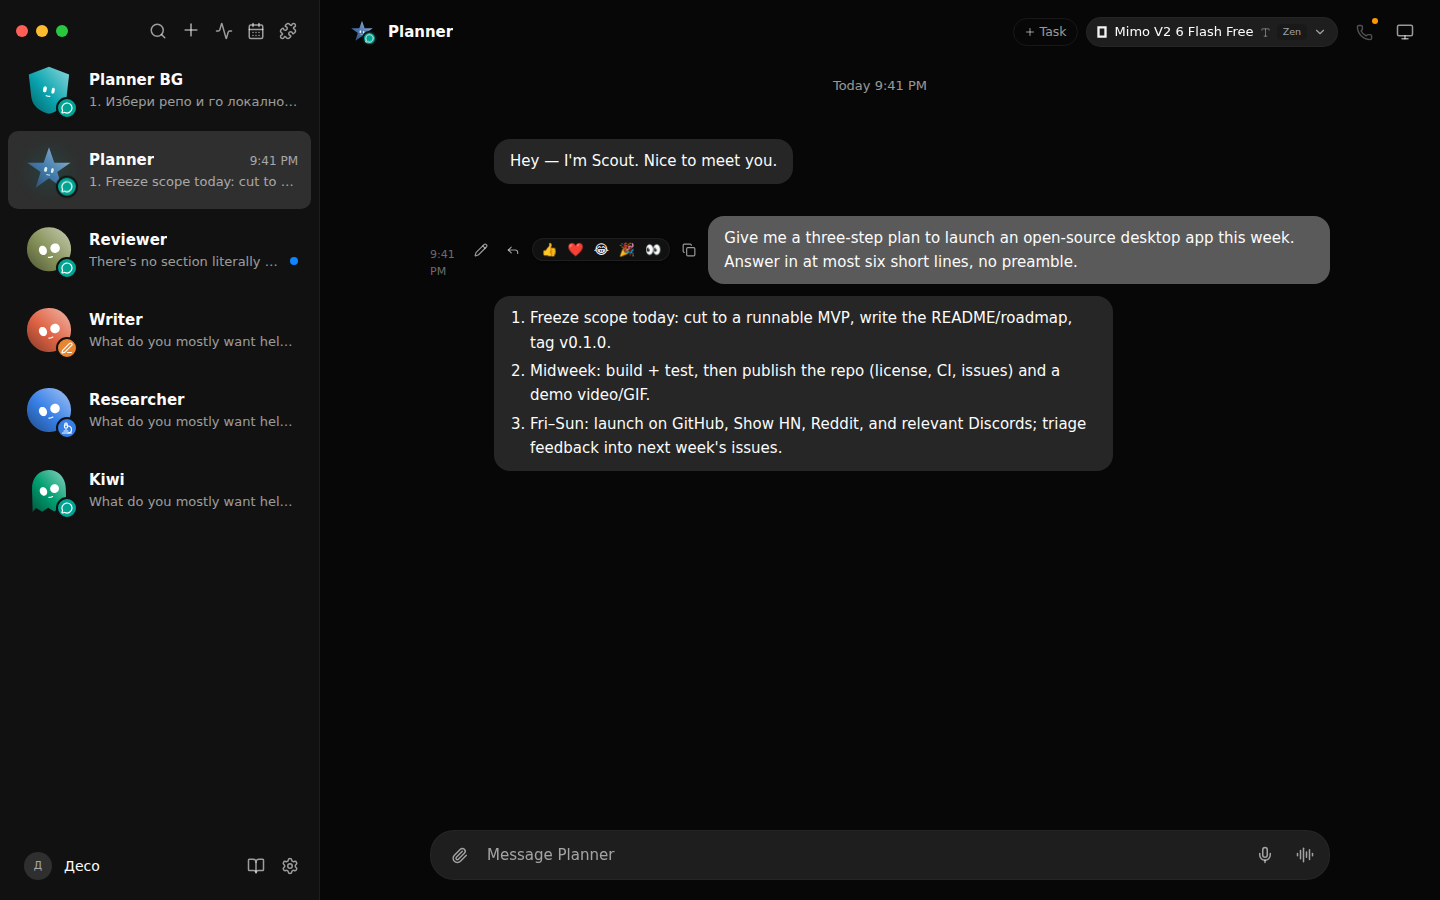 Planner BG
1. Избери репо и го локално…
Planner
9:41 PM
1. Freeze scope today: cut to …
Reviewer
There's no section literally …
Writer
What do you mostly want hel…
Researcher
What do you mostly want hel…
Kiwi
What do you mostly want hel…
Д
Десо
Planner
+ Task
Mimo V2 6 Flash Free
Zen
Today 9:41 PM
Hey — I'm Scout. Nice to meet you.
9:41
PM
👍 ❤️ 😂 🎉 👀
Give me a three-step plan to launch an open-source desktop app this week.
Answer in at most six short lines, no preamble.
1. Freeze scope today: cut to a runnable MVP, write the README/roadmap,
tag v0.1.0.
2. Midweek: build + test, then publish the repo (license, CI, issues) and a
demo video/GIF.
3. Fri–Sun: launch on GitHub, Show HN, Reddit, and relevant Discords; triage
feedback into next week's issues.
Message Planner